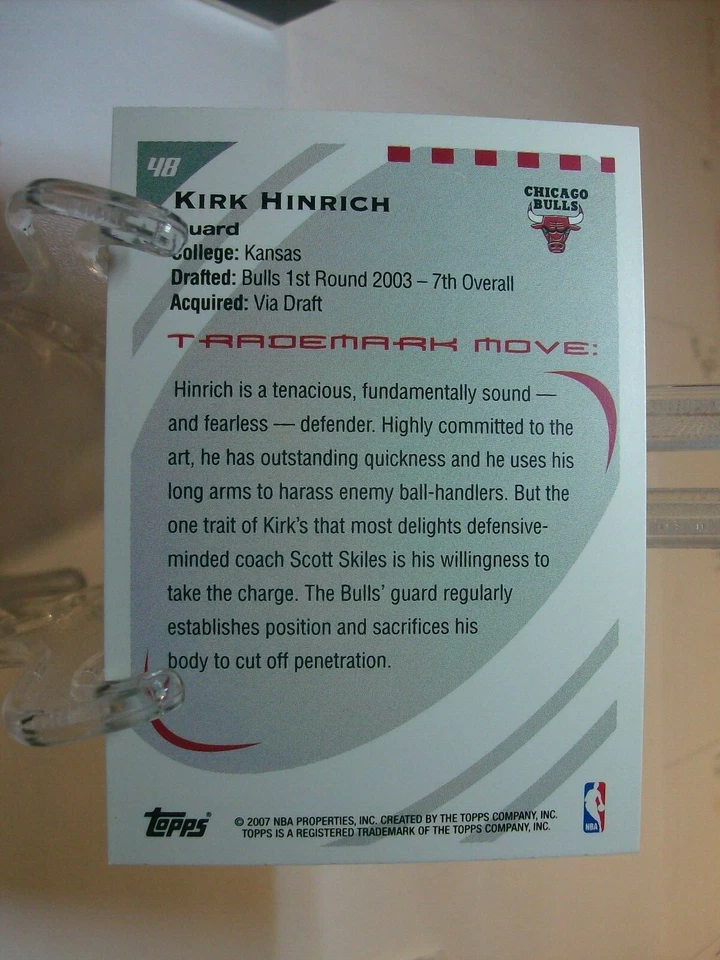 48
KIRK HINRICH
CHICAGO
BULLS
uard
College: Kansas
Drafted: Bulls 1st Round 2003 – 7th Overall
Acquired: Via Draft
TRADEMARK MOVE:
Hinrich is a tenacious, fundamentally sound —
and fearless — defender. Highly committed to the
art, he has outstanding quickness and he uses his
long arms to harass enemy ball-handlers. But the
one trait of Kirk's that most delights defensive-
minded coach Scott Skiles is his willingness to
take the charge. The Bulls' guard regularly
establishes position and sacrifices his
body to cut off penetration.
Topps®
© 2007 NBA PROPERTIES, INC. CREATED BY THE TOPPS COMPANY, INC.
TOPPS IS A REGISTERED TRADEMARK OF THE TOPPS COMPANY, INC.
NBA